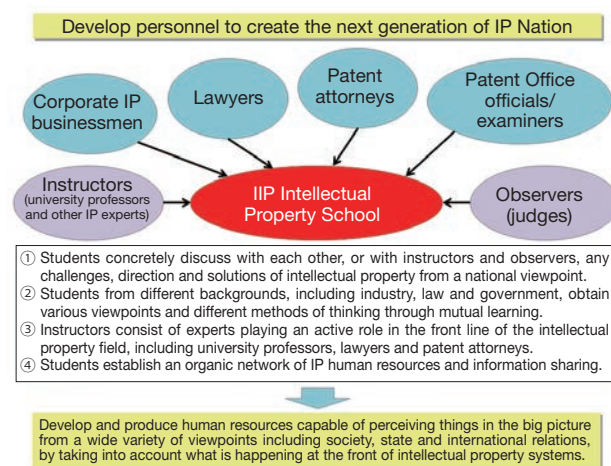 Develop personnel to create the next generation of IP Nation
Corporate IP
businessmen
Lawyers
Patent
attorneys
Patent Office
officials/
examiners
Instructors
(university professors
and other IP experts)
IIP Intellectual
Property School
Observers
(judges)
① Students concretely discuss with each other, or with instructors and observers, any
challenges, direction and solutions of intellectual property from a national viewpoint.
② Students from different backgrounds, including industry, law and government, obtain
various viewpoints and different methods of thinking through mutual learning.
③ Instructors consist of experts playing an active role in the front line of the intellectual
property field, including university professors, lawyers and patent attorneys.
④ Students establish an organic network of IP human resources and information sharing.
Develop and produce human resources capable of perceiving things in the big picture
from a wide variety of viewpoints including society, state and international relations,
by taking into account what is happening at the front of intellectual property systems.